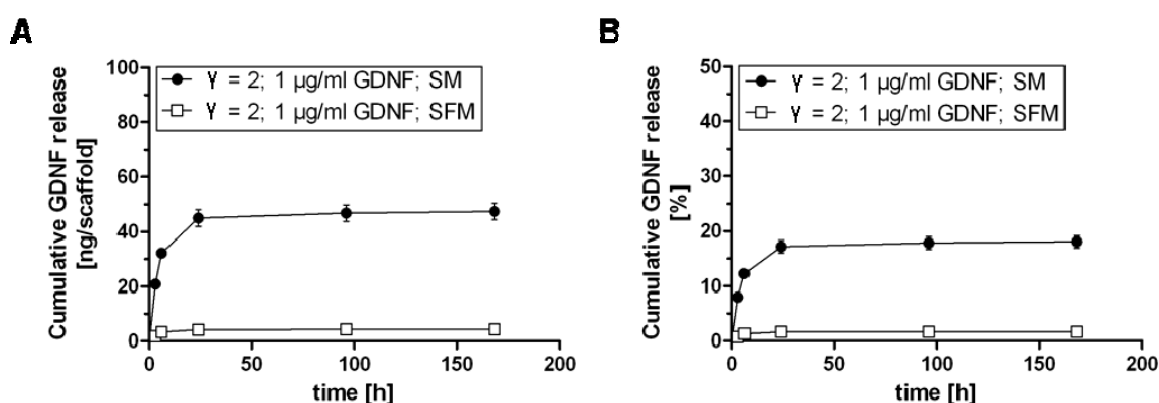 A
B
Cumulative GDNF release
[ng/scaffold]
100
80
60
40
20
0
γ = 2; 1 µg/ml GDNF; SM
γ = 2; 1 µg/ml GDNF; SFM
0
50
100
150
200
time [h]
Cumulative GDNF release
[%]
50
40
30
20
10
0
γ = 2; 1 µg/ml GDNF; SM
γ = 2; 1 µg/ml GDNF; SFM
0
50
100
150
200
time [h]